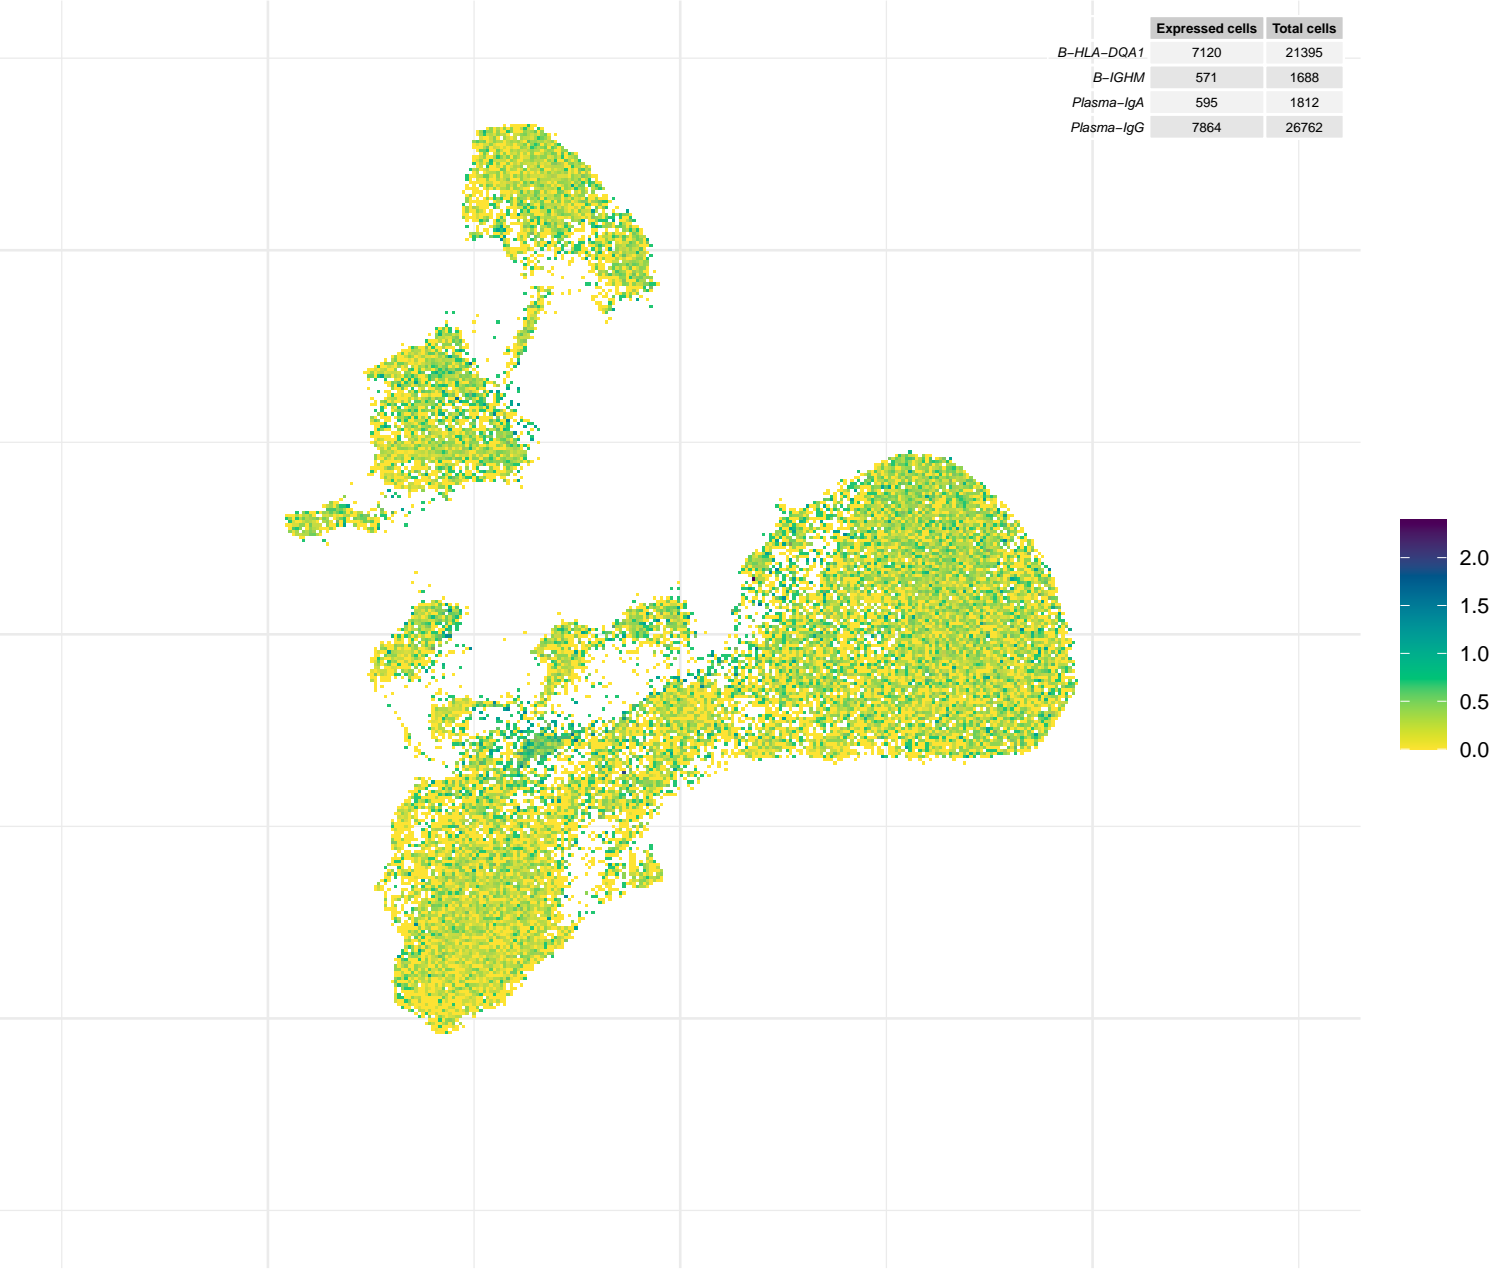 Expressed cells Total cells
B−HLA−DQA1 7120 21395
B−IGHM 571 1688
Plasma−IgA 595 1812
Plasma−IgG 7864 26762
2.0
1.5
1.0
0.5
0.0